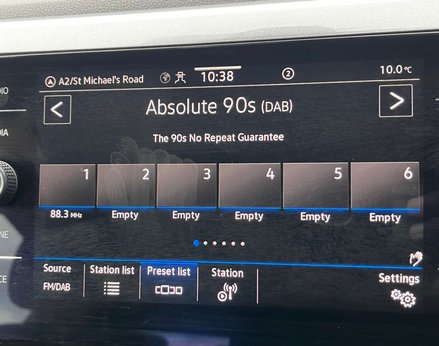 A2/St Michael's Road 10:38 2 10.0°C
Absolute 90s (DAB)
The 90s No Repeat Guarantee
1 2 3 4 5 6
88.3 MHz Empty Empty Empty Empty Empty
Source Station list Preset list Station Settings
FM/DAB